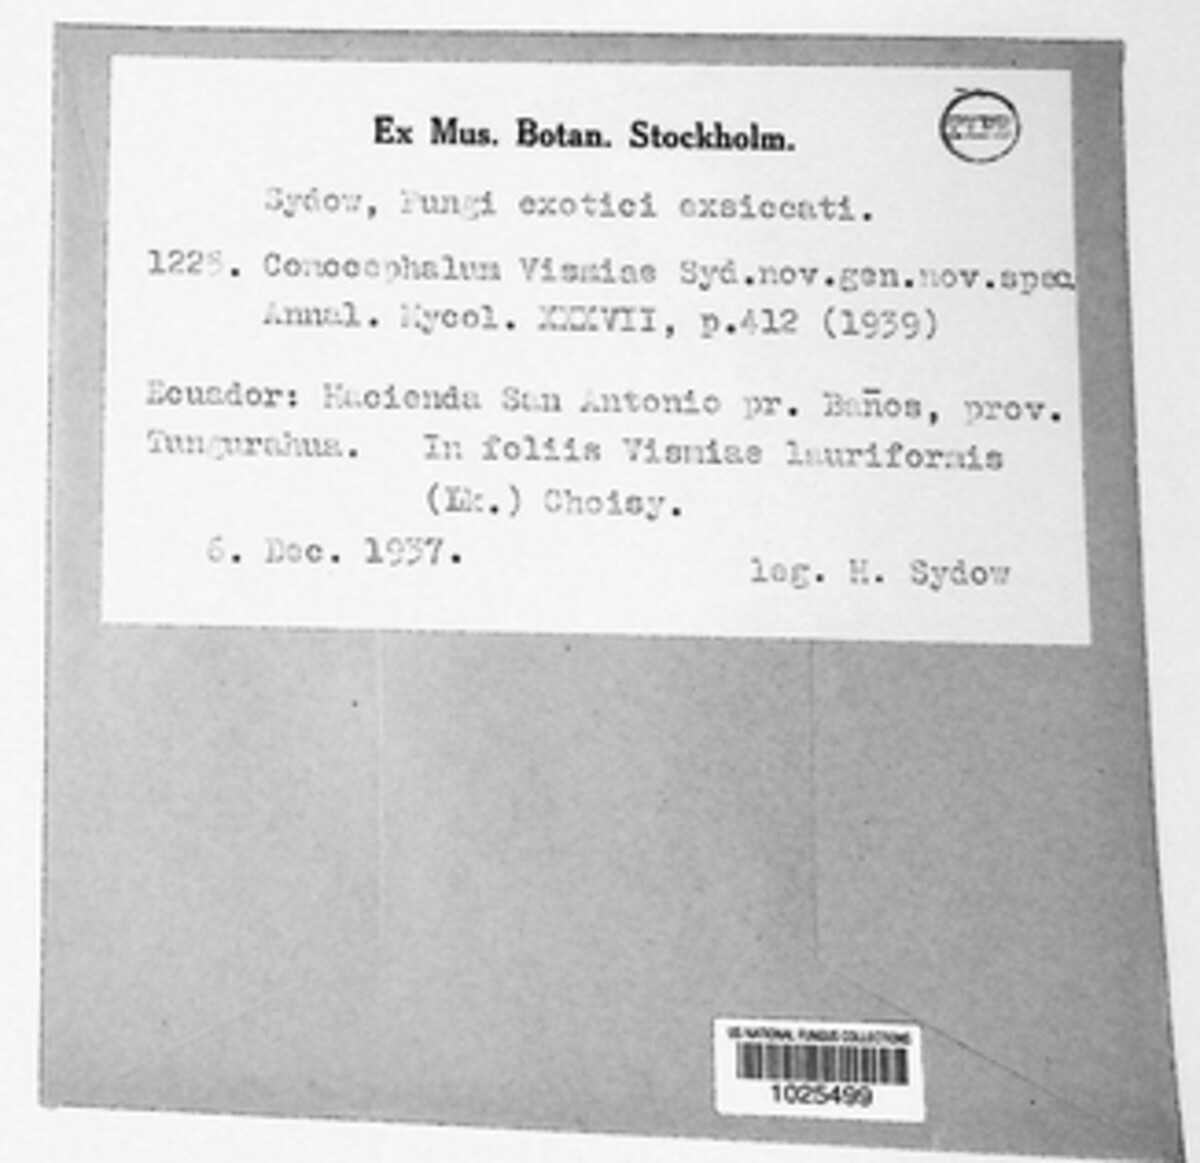 Ex Mus. Botan. Stockholm.
Sydow, Fungi exotici exsiccati.
Conocephalum Vismiae Syd.nov.gen.nov.spec.
Annal. Mycol. XXXVII, p.412 (1939)
Ecuador: Hacienda San Antonio pr. Baños, prov.
Tungurahua. In foliis Vismiae lauriformis
(Lk.) Choisy.
6. Dec. 1937.
leg. H. Sydow
US NATIONAL FUNGUS COLLECTIONS
1025499